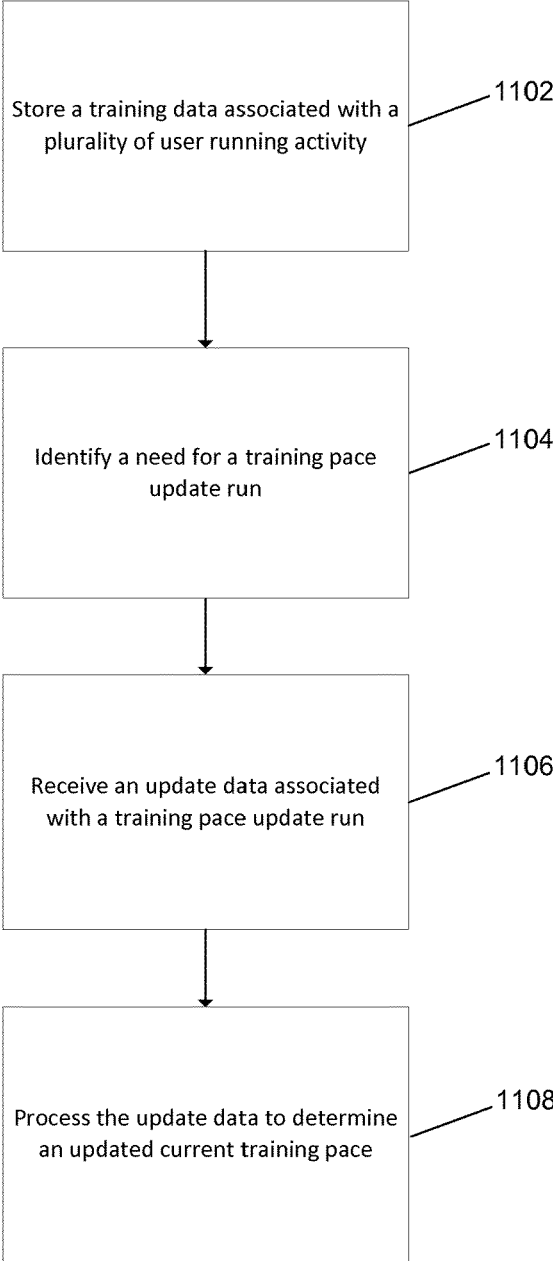 1102
Store a training data associated with a
plurality of user running activity
1104
Identify a need for a training pace
update run
1106
Receive an update data associated
with a training pace update run
1108
Process the update data to determine
an updated current training pace